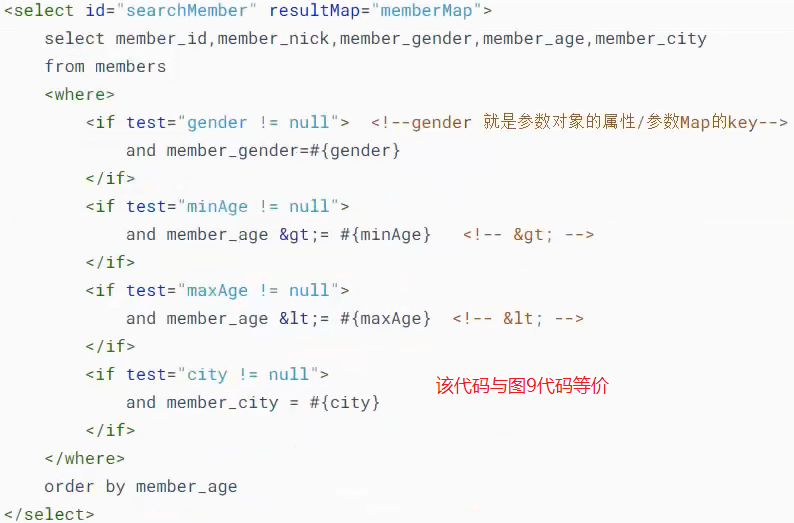 <select id="searchMember" resultMap="memberMap">
    select member_id,member_nick,member_gender,member_age,member_city
    from members
    <where>
        <if test="gender != null">  <!--gender 就是参数对象的属性/参数Map的key-->
            and member_gender=#{gender}
        </if>
        <if test="minAge != null">
            and member_age &gt;= #{minAge}   <!-- &gt; -->
        </if>
        <if test="maxAge != null">
            and member_age &lt;= #{maxAge}  <!-- &lt; -->
        </if>
        <if test="city != null">
该代码与图9代码等价
            and member_city = #{city}
        </if>
    </where>
    order by member_age
</select>